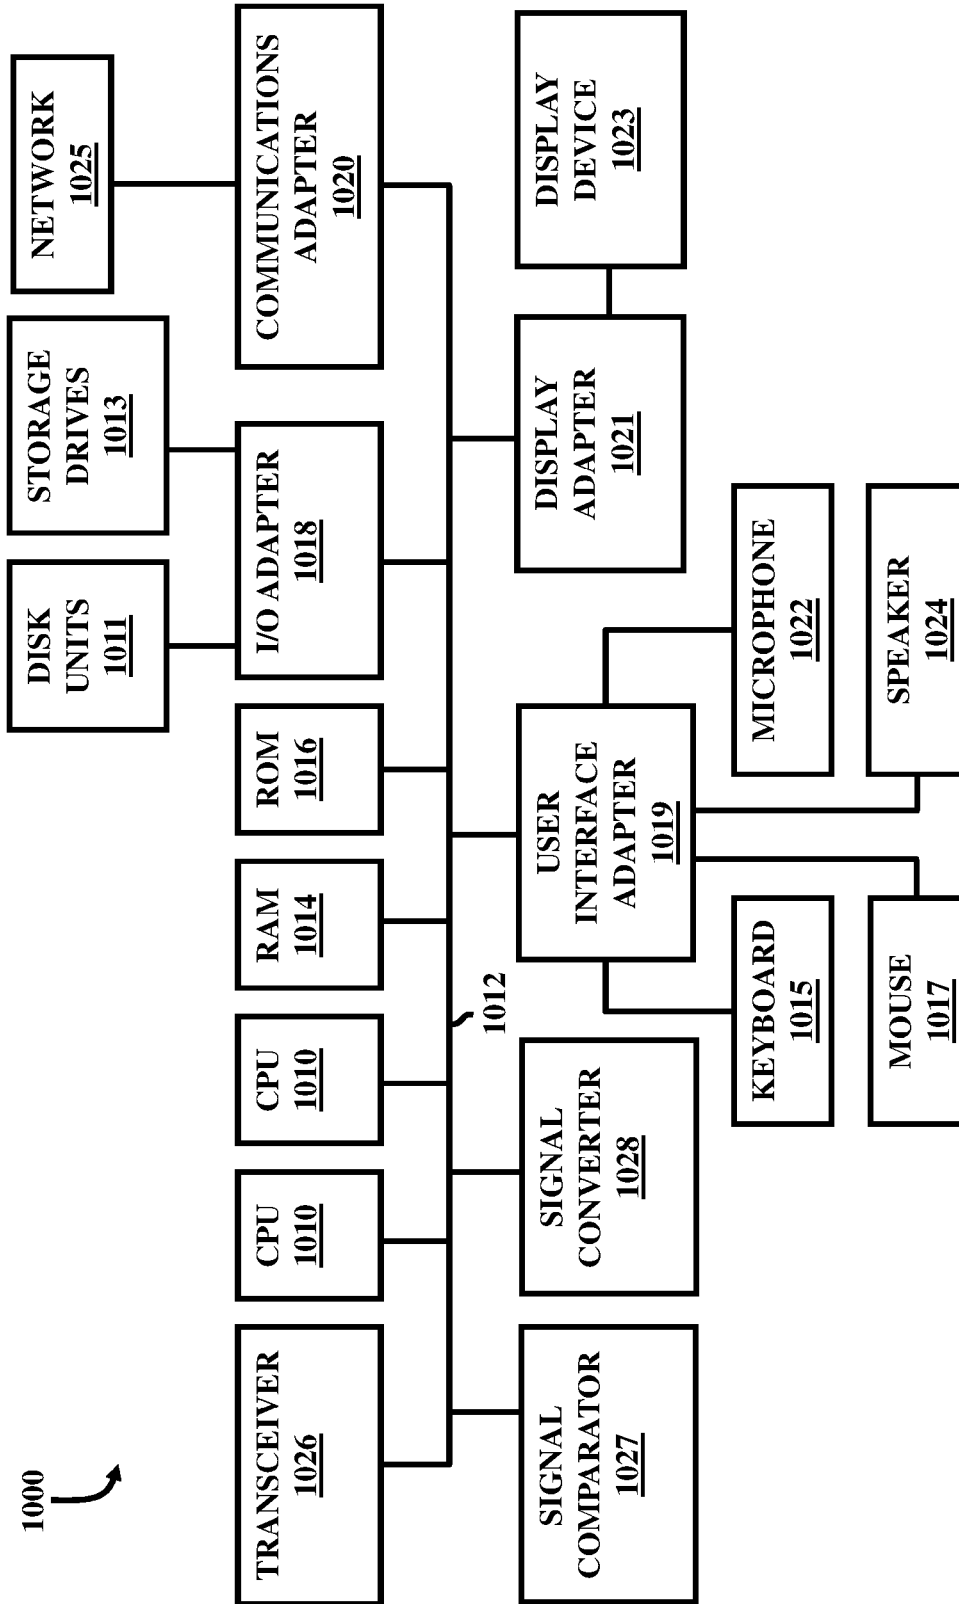 1000
DISK
UNITS
1011
STORAGE
DRIVES
1013
NETWORK
1025
TRANSCEIVER
1026
CPU
1010
CPU
1010
RAM
1014
ROM
1016
I/O ADAPTER
1018
COMMUNICATIONS
ADAPTER
1020
1012
SIGNAL
COMPARATOR
1027
SIGNAL
CONVERTER
1028
USER
INTERFACE
ADAPTER
1019
DISPLAY
ADAPTER
1021
DISPLAY
DEVICE
1023
KEYBOARD
1015
MICROPHONE
1022
MOUSE
1017
SPEAKER
1024